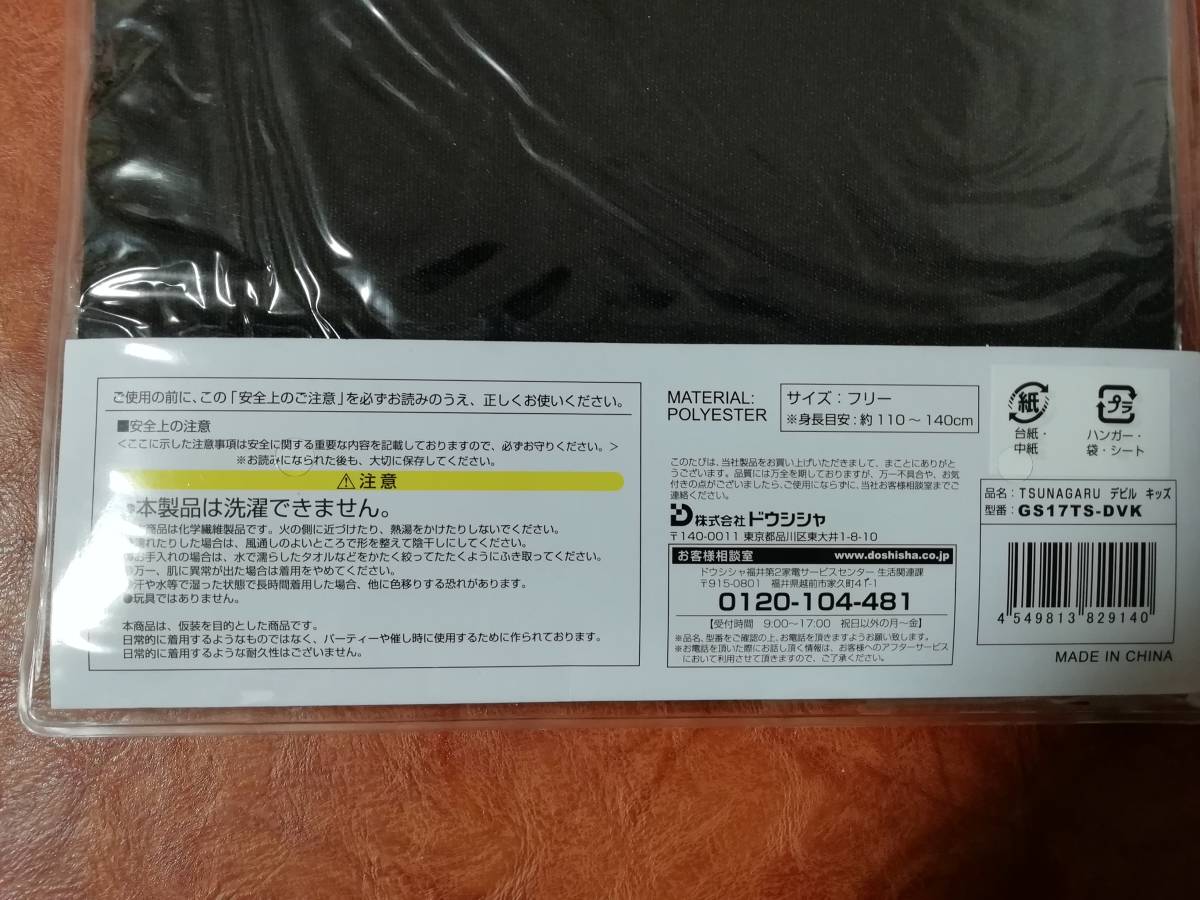 ご使用の前に、この「安全上のご注意」を必ずお読みのうえ、正しくお使いください。
■安全上の注意
<ここに示した注意事項は安全に関する重要な内容を記載しておりますので、必ずお守りください。>
※お読みになられた後も、大切に保存してください。
⚠注意
●本製品は洗濯できません。
●本商品は化学繊維製品です。火の側に近づけたり、熱湯をかけたりしないでください。
●濡れたりした場合は、風通しのよいところで形を整えて陰干しにしてください。
●お手入れの場合は、水で濡らしたタオルなどをかたく絞ってたたくようにふき取ってください。
●万一、肌に異常が出た場合は着用をやめてください。
●汗や水等で湿った状態で長時間着用した場合、他に色移りする恐れがあります。
●玩具ではありません。
本商品は、仮装を目的とした商品です。
日常的に着用するようなものではなく、パーティーや催し時に使用するために作られております。
日常的に着用するような耐久性はございません。
MATERIAL:
POLYESTER
サイズ:フリー
※身長目安:約110～140cm
このたびは、当社製品をお買い上げいただきまして、まことにありがと
うございます。品質には万全を期しておりますが、万一不具合や、お気
付きの点がございましたら、ご使用にならずに、当社お客様相談室までご
連絡ください。
株式会社ドウシシャ
〒140-0011 東京都品川区東大井1-8-10
お客様相談室 www.doshisha.co.jp
ドウシシャ福井第2家電サービスセンター 生活関連課
〒915-0801 福井県越前市家久町41-1
0120-104-481
【受付時間 9:00～17:00 祝日以外の月～金】
※品名、型番をご確認の上、お電話を頂きますようお願い致します。
※お電話を頂いた際にお話し頂く情報は、お客様へのアフターサービス
において利用させて頂きますので、ご了承ください。
紙
台紙・
中紙
プラ
ハンガー・
袋・シート
品名:TSUNAGARU デビル キッズ
型番:GS17TS-DVK
4 549813 829140
MADE IN CHINA